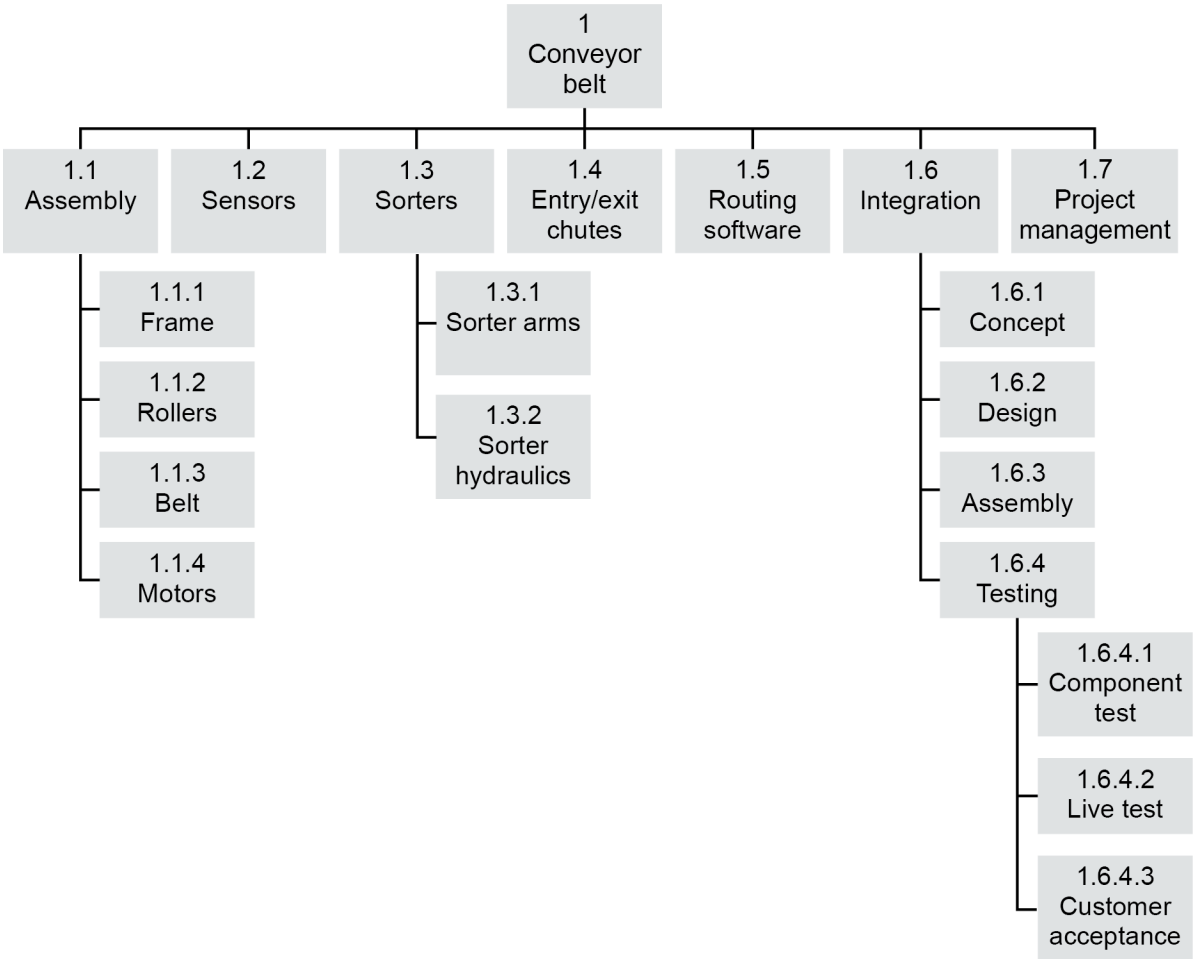 1
Conveyor
belt
1.1
Assembly
1.2
Sensors
1.3
Sorters
1.4
Entry/exit
chutes
1.5
Routing
software
1.6
Integration
1.7
Project
management
1.1.1
Frame
1.1.2
Rollers
1.1.3
Belt
1.1.4
Motors
1.3.1
Sorter arms
1.3.2
Sorter
hydraulics
1.6.1
Concept
1.6.2
Design
1.6.3
Assembly
1.6.4
Testing
1.6.4.1
Component
test
1.6.4.2
Live test
1.6.4.3
Customer
acceptance